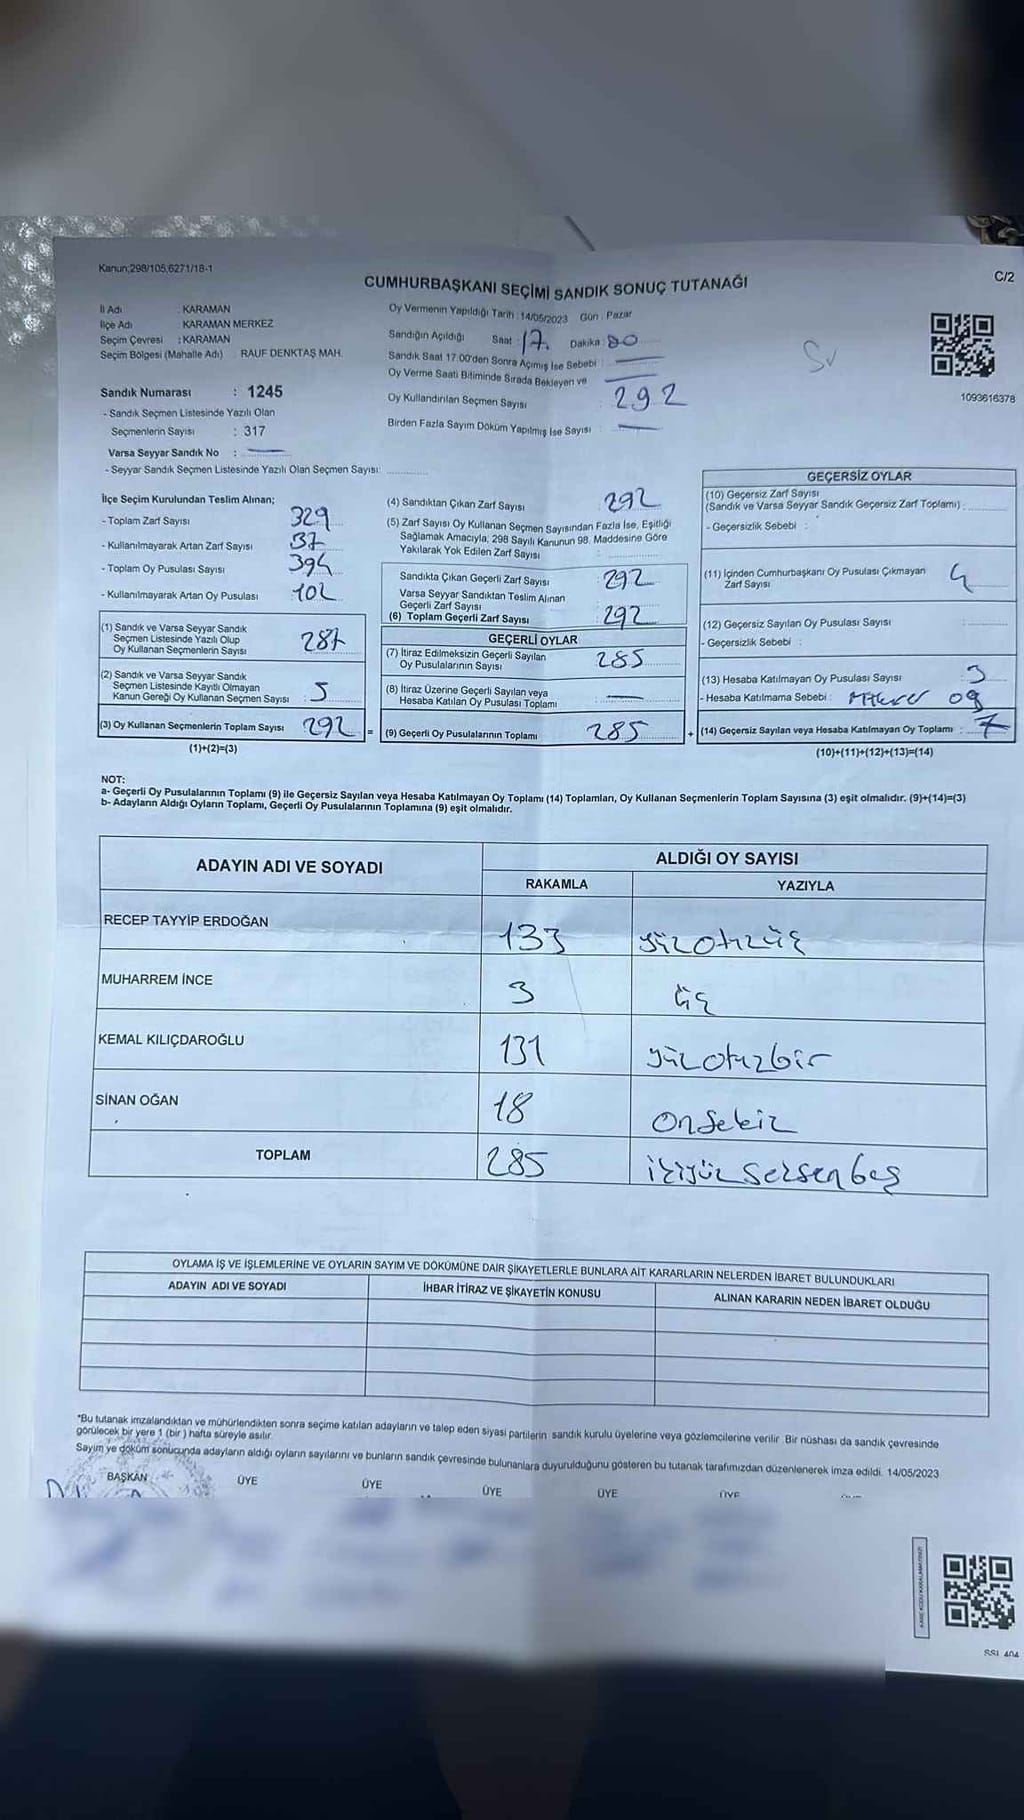 Kanun;298/105,6271/18-1
C/2
CUMHURBAŞKANI SEÇİMİ SANDIK SONUÇ TUTANAĞI
İl Adı : KARAMAN
İlçe Adı KARAMAN MERKEZ
Seçim Çevresi : KARAMAN
Seçim Bölgesi (Mahalle Adı) RAUF DENKTAŞ MAH.
Sandık Numarası : 1245
- Sandık Seçmen Listesinde Yazılı Olan
Seçmenlerin Sayısı : 317
Varsa Seyyar Sandık No :
- Seyyar Sandık Seçmen Listesinde Yazılı Olan Seçmen Sayısı:
Oy Vermenin Yapıldığı Tarih : 14/05/2023 Gün : Pazar
Sandığın Açıldığı Saat : 17 Dakika :
Sandık Saat 17:00'den Sonra Açımış İse Sebebi :
Oy Verme Saati Bitiminde Sırada Bekleyen ve
Oy Kullandırılan Seçmen Sayısı 292
Birden Fazla Sayım Döküm Yapılmış İse Sayısı :
1093616378
İlçe Seçim Kurulundan Teslim Alınan;
- Toplam Zarf Sayısı 329
- Kullanılmayarak Artan Zarf Sayısı 37
- Toplam Oy Pusulası Sayısı 394
- Kullanılmayarak Artan Oy Pusulası 102
(1) Sandık ve Varsa Seyyar Sandık
Seçmen Listesinde Yazılı Olup
Oy Kullanan Seçmenlerin Sayısı 287
(2) Sandık ve Varsa Seyyar Sandık
Seçmen Listesinde Kayıtlı Olmayan
Kanun Gereği Oy Kullanan Seçmen Sayısı 5
(3) Oy Kullanan Seçmenlerin Toplam Sayısı 292 =
(1)+(2)=(3)
(4) Sandıktan Çıkan Zarf Sayısı 292
(5) Zarf Sayısı Oy Kullanan Seçmen Sayısından Fazla İse, Eşitliği
Sağlamak Amacıyla, 298 Sayılı Kanunun 98. Maddesine Göre
Yakılarak Yok Edilen Zarf Sayısı :
Sandıkta Çıkan Geçerli Zarf Sayısı : 292
Varsa Seyyar Sandıktan Teslim Alınan
Geçerli Zarf Sayısı
(6) Toplam Geçerli Zarf Sayısı : 292
GEÇERLİ OYLAR
(7) İtiraz Edilmeksizin Geçerli Sayılan
Oy Pusulalarının Sayısı 285
(8) İtiraz Üzerine Geçerli Sayılan veya
Hesaba Katılan Oy Pusulası Toplamı
(9) Geçerli Oy Pusulalarının Toplamı 285 +
GEÇERSİZ OYLAR
(10) Geçersiz Zarf Sayısı
(Sandık ve Varsa Seyyar Sandık Geçersiz Zarf Toplamı) :
- Geçersizlik Sebebi :
(11) İçinden Cumhurbaşkanı Oy Pusulası Çıkmayan
Zarf Sayısı 4
(12) Geçersiz Sayılan Oy Pusulası Sayısı :
- Geçersizlik Sebebi :
(13) Hesaba Katılmayan Oy Pusulası Sayısı : 3
- Hesaba Katılmama Sebebi :
(14) Geçersiz Sayılan veya Hesaba Katılmayan Oy Toplamı : 7
(10)+(11)+(12)+(13)=(14)
NOT:
a- Geçerli Oy Pusulalarının Toplamı (9) ile Geçersiz Sayılan veya Hesaba Katılmayan Oy Toplamı (14) Toplamları, Oy Kullanan Seçmenlerin Toplam Sayısına (3) eşit olmalıdır. (9)+(14)=(3)
b- Adayların Aldığı Oyların Toplamı, Geçerli Oy Pusulalarının Toplamına (9) eşit olmalıdır.
ADAYIN ADI VE SOYADI ALDIĞI OY SAYISI
RAKAMLA YAZIYLA
RECEP TAYYİP ERDOĞAN 133 yüzotuzüç
MUHARREM İNCE 3 üç
KEMAL KILIÇDAROĞLU 131 yüzotuzbir
SİNAN OĞAN 18 onsekiz
TOPLAM 285 ikiyüz seksen beş
OYLAMA İŞ VE İŞLEMLERİNE VE OYLARIN SAYIM VE DÖKÜMÜNE DAİR ŞİKAYETLERLE BUNLARA AİT KARARLARIN NELERDEN İBARET BULUNDUKLARI
ADAYIN ADI VE SOYADI İHBAR İTİRAZ VE ŞİKAYETİN KONUSU ALINAN KARARIN NEDEN İBARET OLDUĞU
*Bu tutanak imzalandıktan ve mühürlendikten sonra seçime katılan adayların ve talep eden siyasi partilerin sandık kurulu üyelerine veya gözlemcilerine verilir. Bir nüshası da sandık çevresinde
görülecek bir yere 1 (bir) hafta süreyle asılır.
Sayım ve döküm sonucunda adayların aldığı oyların sayılarını ve bunların sandık çevresinde bulunanlara duyurulduğunu gösteren bu tutanak tarafımızdan düzenlenerek imza edildi. 14/05/2023
BAŞKAN ÜYE ÜYE ÜYE ÜYE ÜYE